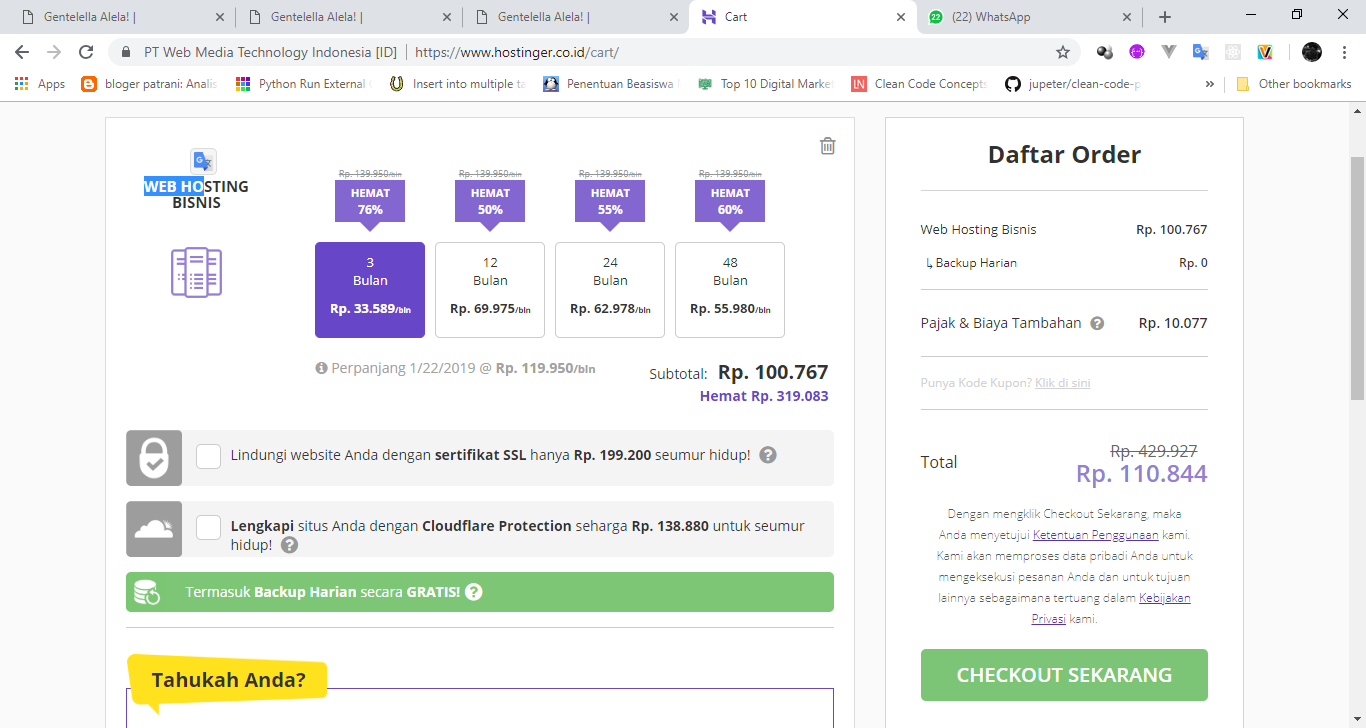 Gentelella Alela! |
Gentelella Alela! |
Gentelella Alela! |
Cart
22
(22) WhatsApp
PT Web Media Technology Indonesia [ID]
https://www.hostinger.co.id/cart/
Apps
bloger patrani: Analis
Python Run External
Insert into multiple ta
Penentuan Beasiswa
Top 10 Digital Market
Clean Code Concepts
jupeter/clean-code-p
»
Other bookmarks
WEB HOSTING
BISNIS
Rp. 139.950/bln
HEMAT
76%
3
Bulan
Rp. 33.589/bln
Rp. 139.950/bln
HEMAT
50%
12
Bulan
Rp. 69.975/bln
Rp. 139.950/bln
HEMAT
55%
24
Bulan
Rp. 62.978/bln
Rp. 139.950/bln
HEMAT
60%
48
Bulan
Rp. 55.980/bln
Perpanjang 1/22/2019 @ Rp. 119.950/bln
Subtotal: Rp. 100.767
Hemat Rp. 319.083
Lindungi website Anda dengan sertifikat SSL hanya Rp. 199.200 seumur hidup! ?
Lengkapi situs Anda dengan Cloudflare Protection seharga Rp. 138.880 untuk seumur
hidup! ?
Termasuk Backup Harian secara GRATIS! ?
Tahukah Anda?
Daftar Order
Web Hosting Bisnis Rp. 100.767
↳ Backup Harian Rp. 0
Pajak & Biaya Tambahan ? Rp. 10.077
Punya Kode Kupon? Klik di sini
Rp. 429.927
Total Rp. 110.844
Dengan mengklik Checkout Sekarang, maka
Anda menyetujui Ketentuan Penggunaan kami.
Kami akan memproses data pribadi Anda untuk
mengeksekusi pesanan Anda dan untuk tujuan
lainnya sebagaimana tertuang dalam Kebijakan
Privasi kami.
CHECKOUT SEKARANG